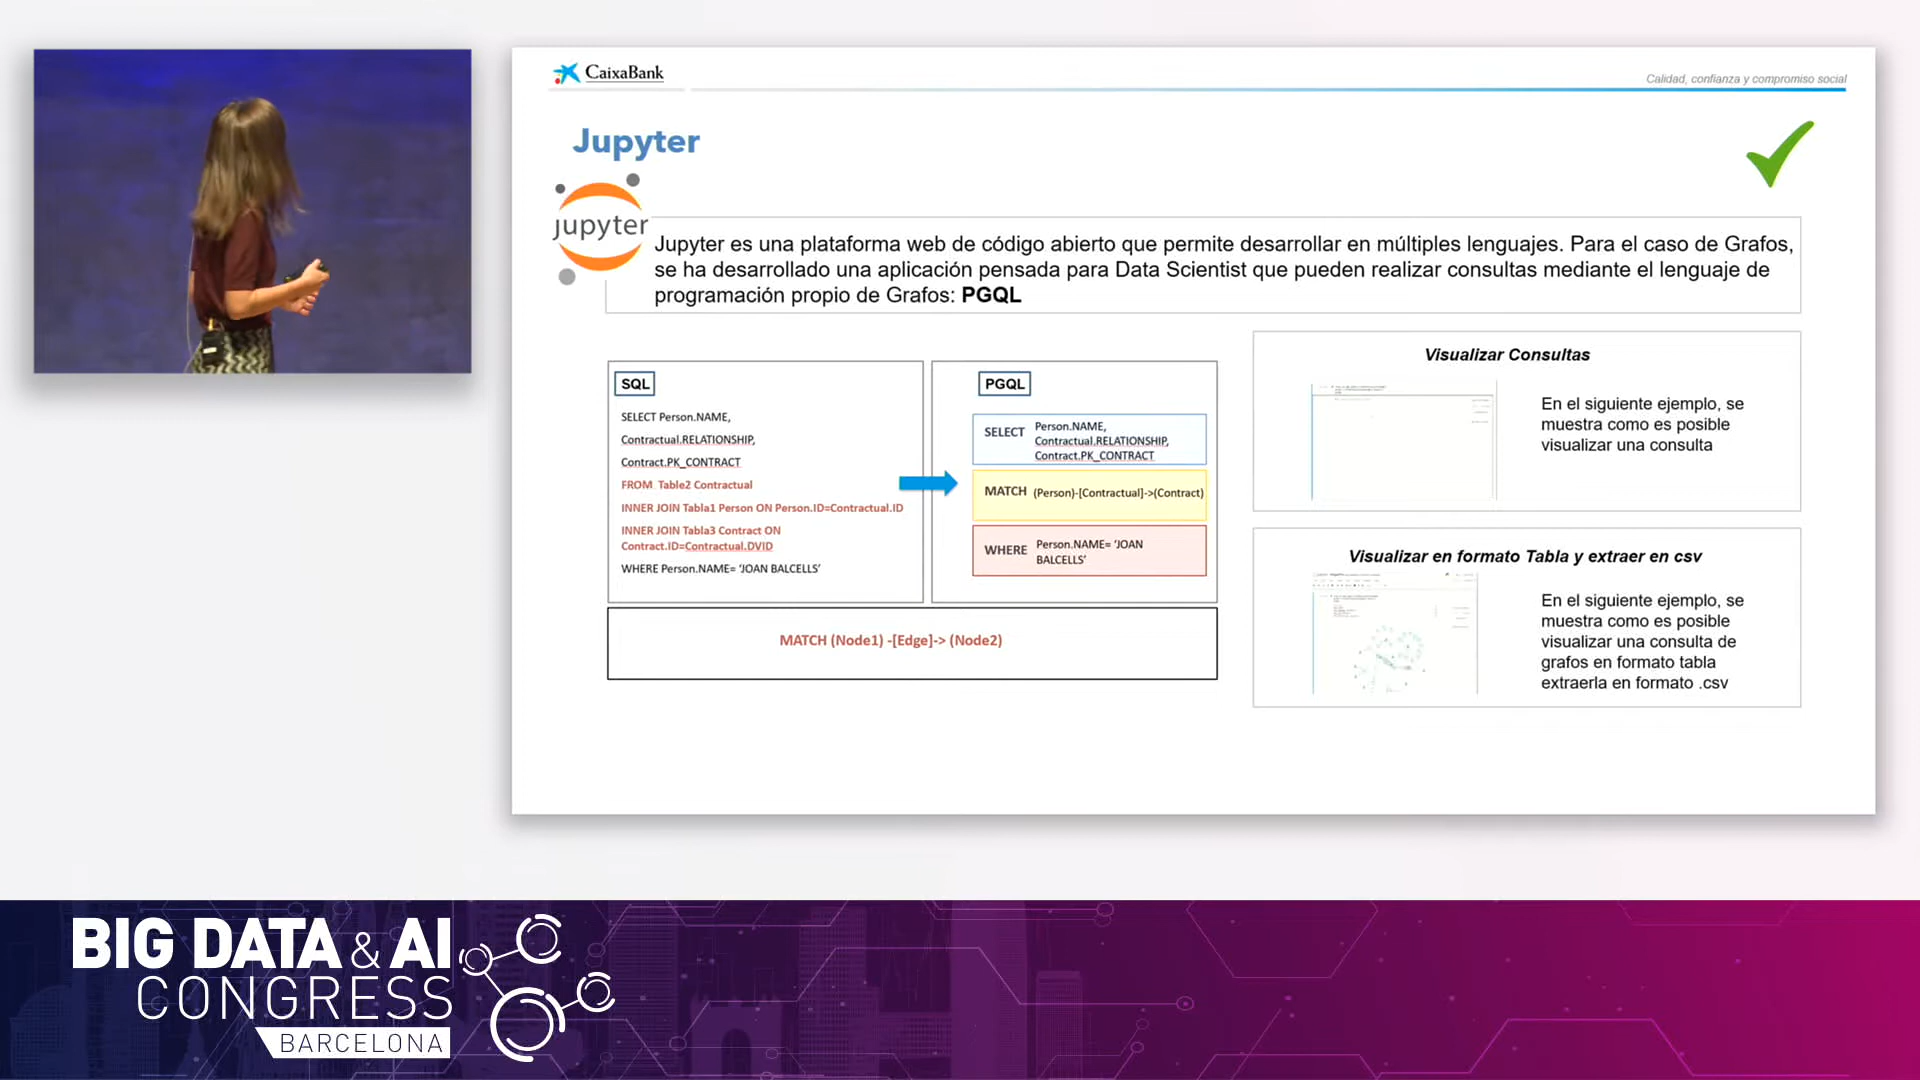 CaixaBank
Calidad, confianza y compromiso social
Jupyter
jupyter
Jupyter es una plataforma web de código abierto que permite desarrollar en múltiples lenguajes. Para el caso de Grafos,
se ha desarrollado una aplicación pensada para Data Scientist que pueden realizar consultas mediante el lenguaje de
programación propio de Grafos: PGQL
SQL
SELECT Person.NAME,
Contractual.RELATIONSHIP,
Contract.PK_CONTRACT
FROM Table2 Contractual
INNER JOIN Tabla1 Person ON Person.ID=Contractual.ID
INNER JOIN Tabla3 Contract ON
Contract.ID=Contractual.DVID
WHERE Person.NAME= ‘JOAN BALCELLS’
PGQL
SELECT Person.NAME,
Contractual.RELATIONSHIP,
Contract.PK_CONTRACT
MATCH (Person)-[Contractual]->(Contract)
WHERE Person.NAME= ‘JOAN
BALCELLS’
MATCH (Node1) -[Edge]-> (Node2)
Visualizar Consultas
En el siguiente ejemplo, se
muestra como es posible
visualizar una consulta
Visualizar en formato Tabla y extraer en csv
En el siguiente ejemplo, se
muestra como es posible
visualizar una consulta de
grafos en formato tabla
extraerla en formato .csv
BIG DATA & AI
CONGRESS
BARCELONA